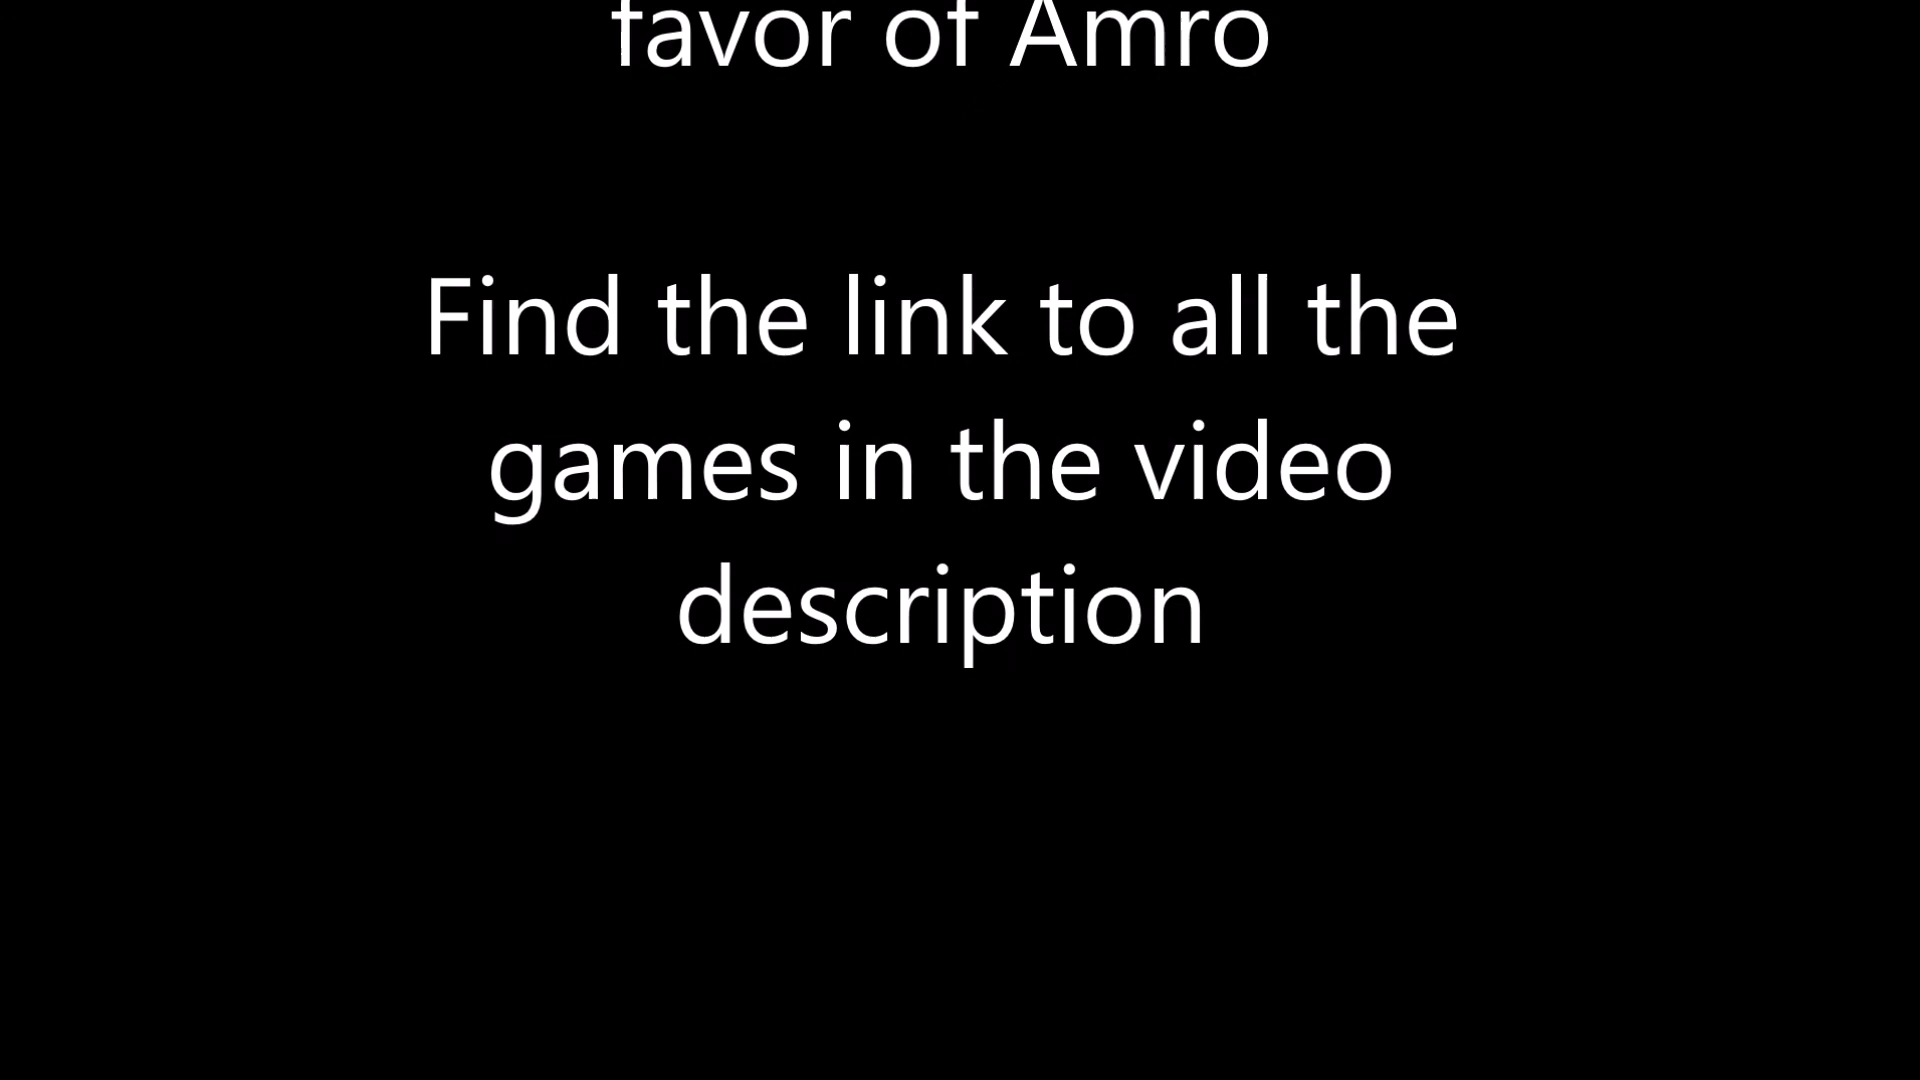 favor of Amro
Find the link to all the
games in the video
description